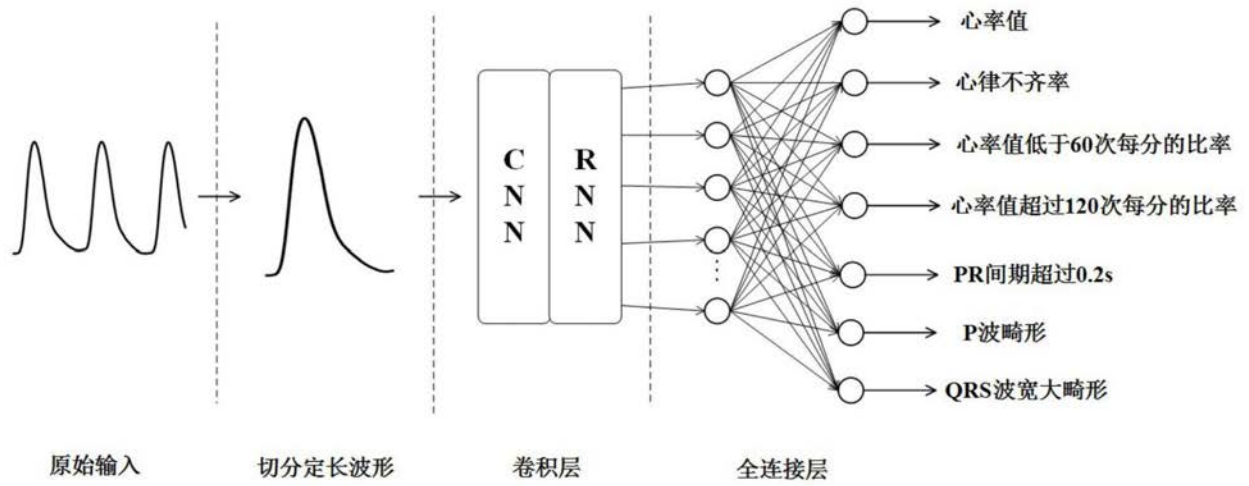 心率值
心律不齐率
心率值低于60次每分的比率
心率值超过120次每分的比率
PR间期超过0.2s
P波畸形
QRS波宽大畸形
C
N
N
R
N
N
原始输入
切分定长波形
卷积层
全连接层